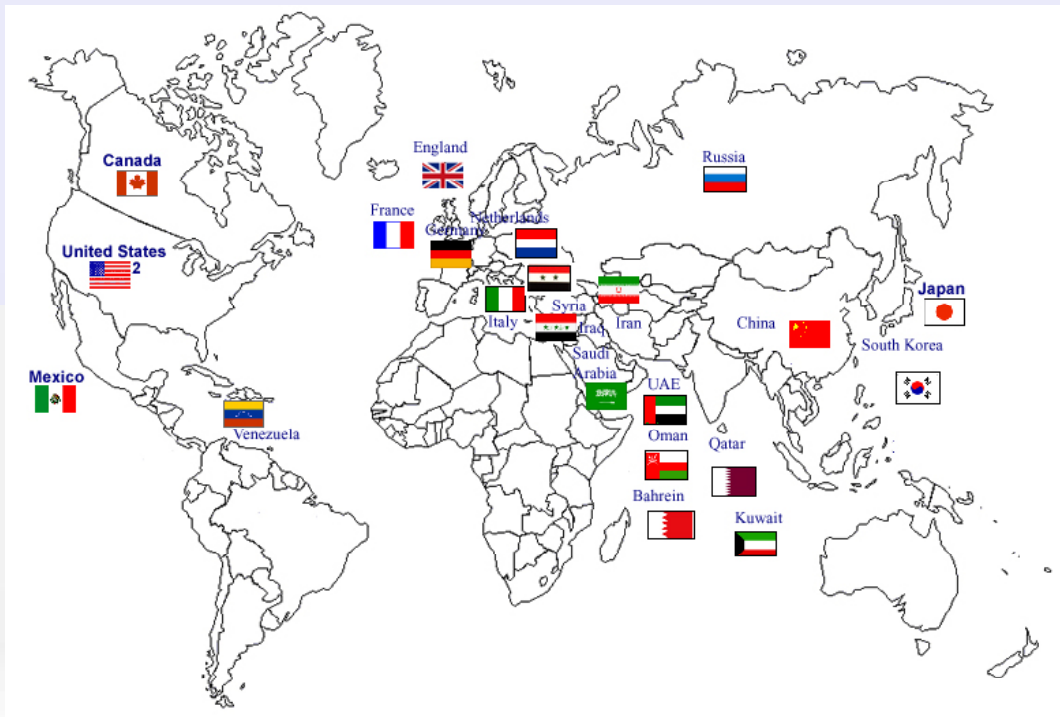 England
Canada
Russia
France
Netherlands
Germany
United States
2
Japan
Syria
Italy
Iraq
Iran
China
South Korea
Saudi
Arabia
Mexico
UAE
Venezuela
Oman
Qatar
Bahrein
Kuwait